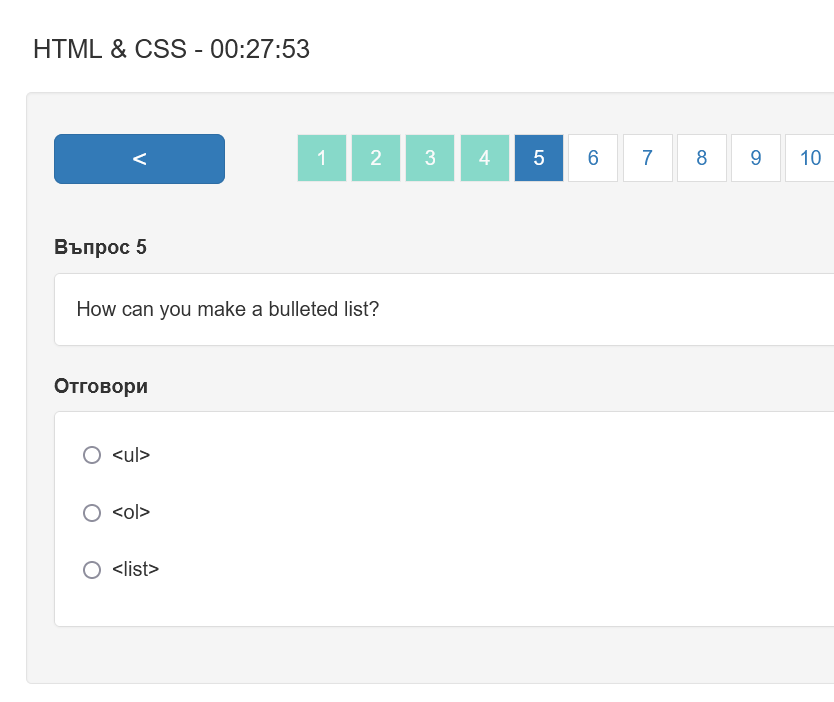 HTML & CSS - 00:27:53
< 1 2 3 4 5 6 7 8 9 10
Въпрос 5
How can you make a bulleted list?
Отговори
<ul>
<ol>
<list>